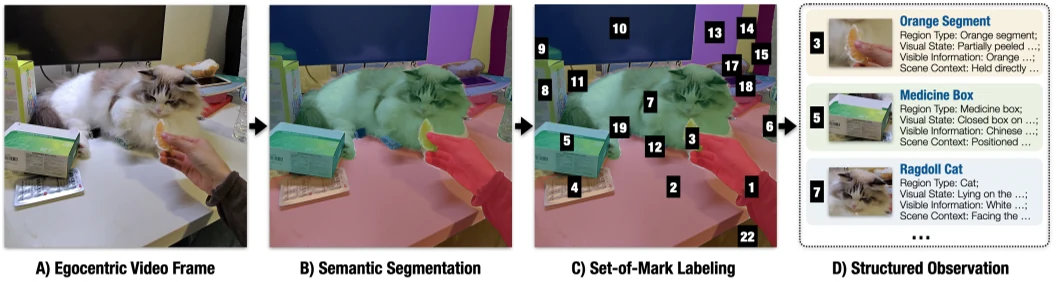 9
10
13
14
15
17
18
8
11
7
19
12
3
6
5
4
2
1
22
3
Orange Segment
Region Type: Orange segment;
Visual State: Partially peeled ...;
Visible Information: Orange ...;
Scene Context: Held directly ...
5
Medicine Box
Region Type: Medicine box;
Visual State: Closed box on ...;
Visible Information: Chinese ...;
Scene Context: Positioned ...
7
Ragdoll Cat
Region Type: Cat;
Visual State: Lying on the ...;
Visible Information: White ...;
Scene Context: Facing the ...
...
A) Egocentric Video Frame
B) Semantic Segmentation
C) Set-of-Mark Labeling
D) Structured Observation